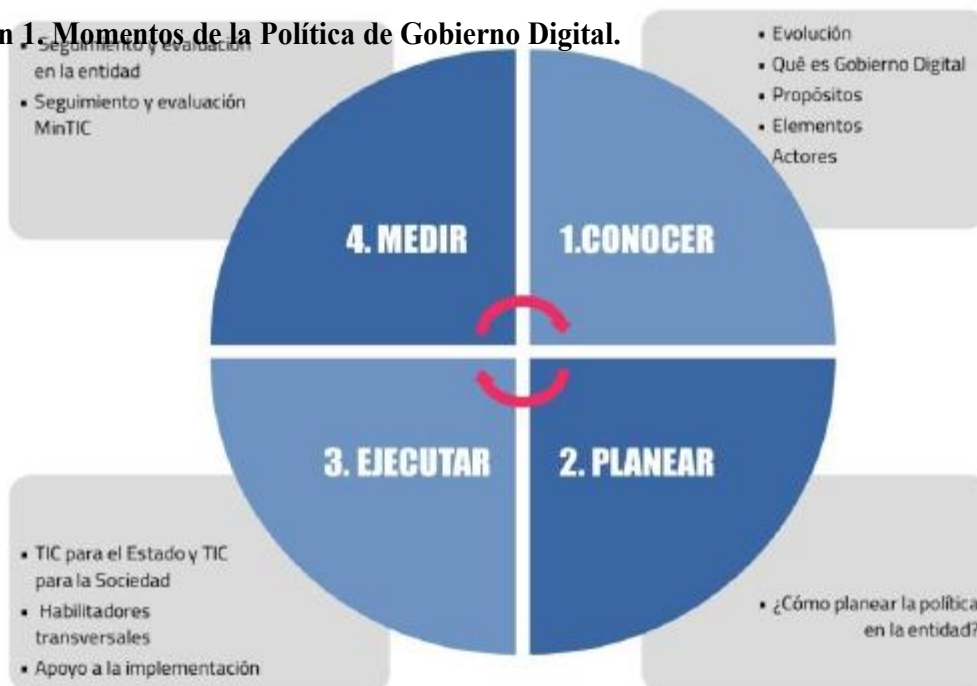 n 1. Momentos de la Política de Gobierno Digital.
• Seguimiento y evaluación
en la entidad
• Seguimiento y evaluación
MinTIC
• Evolución
• Qué es Gobierno Digital
• Propósitos
• Elementos
Actores
4. MEDIR
1.CONOCER
3. EJECUTAR
2. PLANEAR
• TIC para el Estado y TIC
para la Sociedad
• Habilitadores
transversales
• Apoyo a la implementación
• ¿Cómo planear la política
en la entidad?